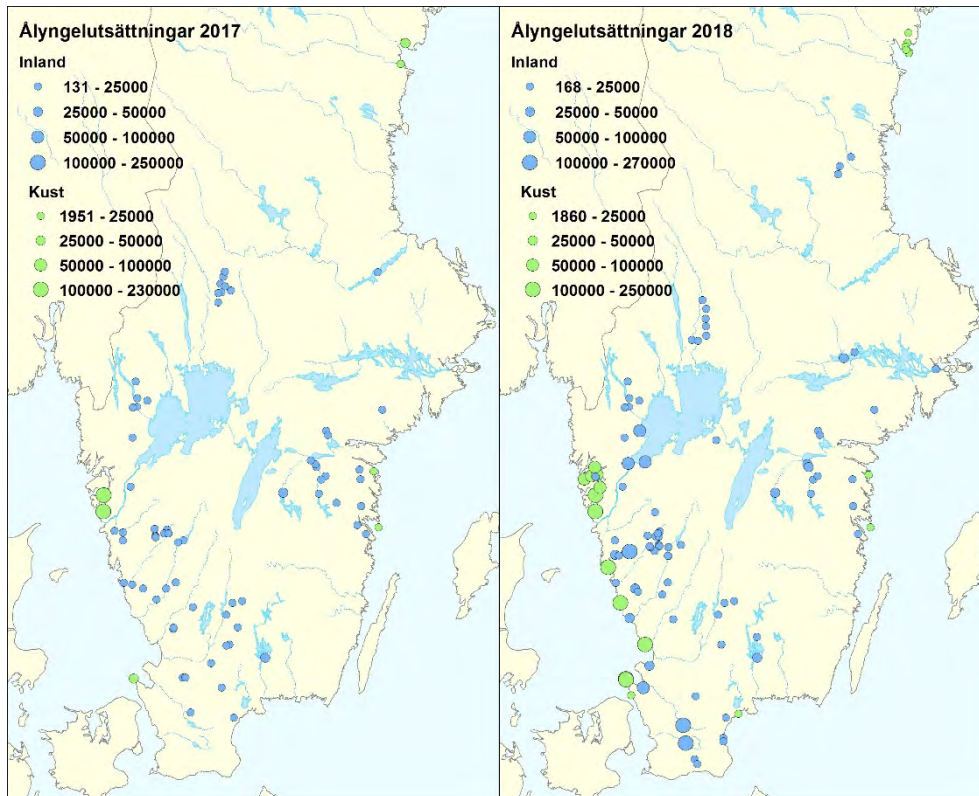 Ålyngelutsättningar 2017
Inland
131 - 25000
25000 - 50000
50000 - 100000
100000 - 250000
Kust
1951 - 25000
25000 - 50000
50000 - 100000
100000 - 230000
Ålyngelutsättningar 2018
Inland
168 - 25000
25000 - 50000
50000 - 100000
100000 - 270000
Kust
1860 - 25000
25000 - 50000
50000 - 100000
100000 - 250000